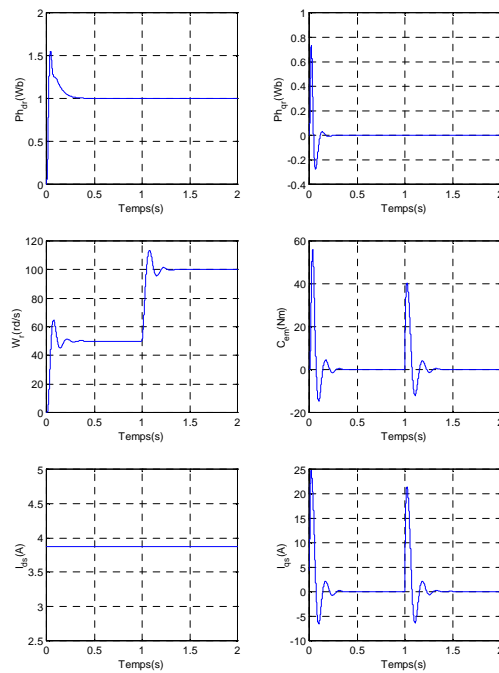 2
1.5
1
0.5
0
Ph_dr(Wb)
0 0.5 1 1.5 2
Temps(s)
1
0.8
0.6
0.4
0.2
0
-0.2
-0.4
Ph_qr(Wb)
0 0.5 1 1.5 2
Temps(s)
120
100
80
60
40
20
0
W_r(rd/s)
0 0.5 1 1.5 2
Temps(s)
60
40
20
0
-20
C_em(Nm)
0 0.5 1 1.5 2
Temps(s)
5
4.5
4
3.5
3
2.5
I_ds(A)
0 0.5 1 1.5 2
Temps(s)
25
20
15
10
5
0
-5
-10
I_qs(A)
0 0.5 1 1.5 2
Temps(s)